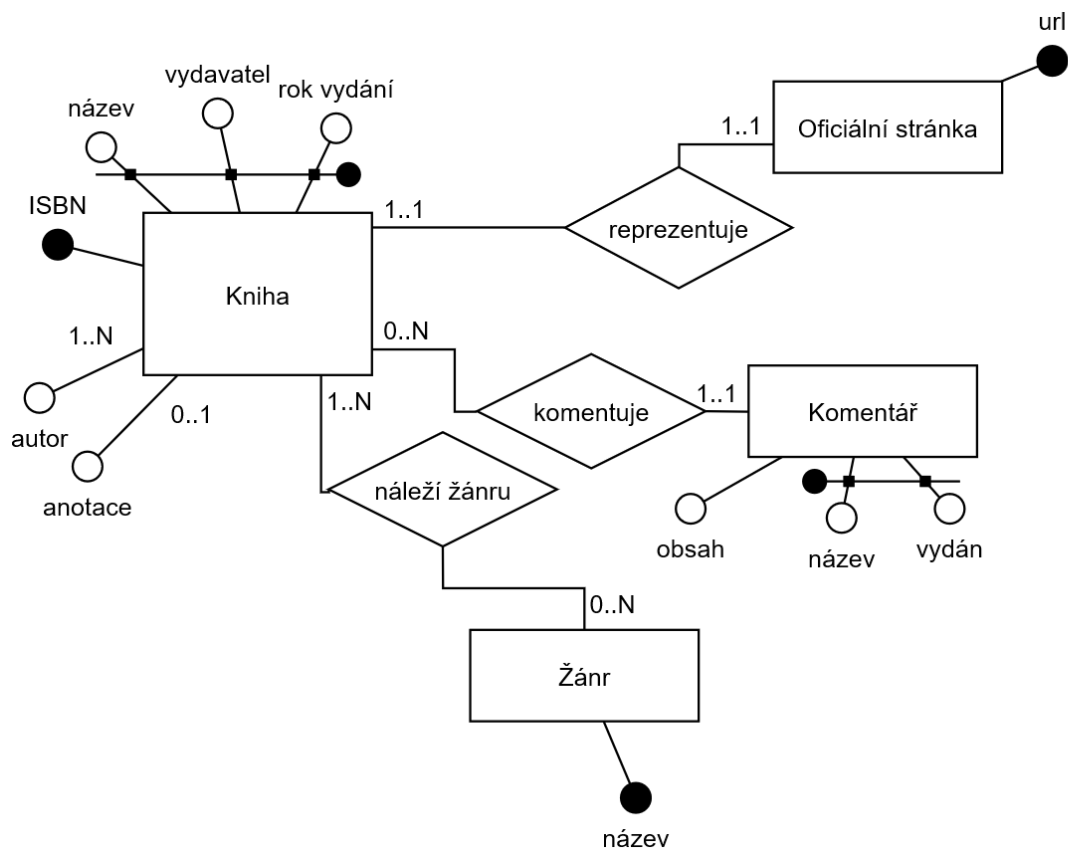 url
vydavatel
rok vydání
název
1..1
Oficiální stránka
ISBN
1..1
reprezentuje
Kniha
1..N
0..N
0..1
1..N
komentuje
1..1
Komentář
autor
anotace
náleží žánru
obsah
název
vydán
0..N
Žánr
název